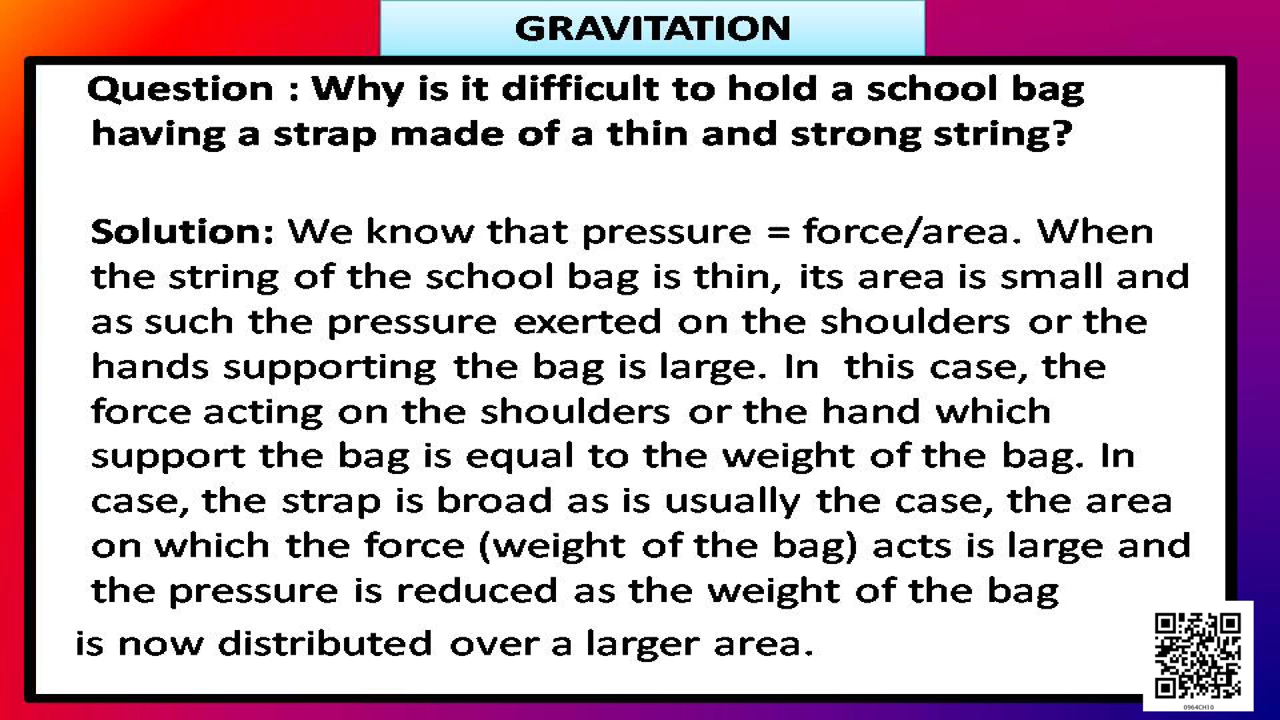 GRAVITATION
Question : Why is it difficult to hold a school bag
having a strap made of a thin and strong string?
Solution: We know that pressure = force/area. When
the string of the school bag is thin, its area is small and
as such the pressure exerted on the shoulders or the
hands supporting the bag is large. In this case, the
force acting on the shoulders or the hand which
support the bag is equal to the weight of the bag. In
case, the strap is broad as is usually the case, the area
on which the force (weight of the bag) acts is large and
the pressure is reduced as the weight of the bag
is now distributed over a larger area.
0964CH10